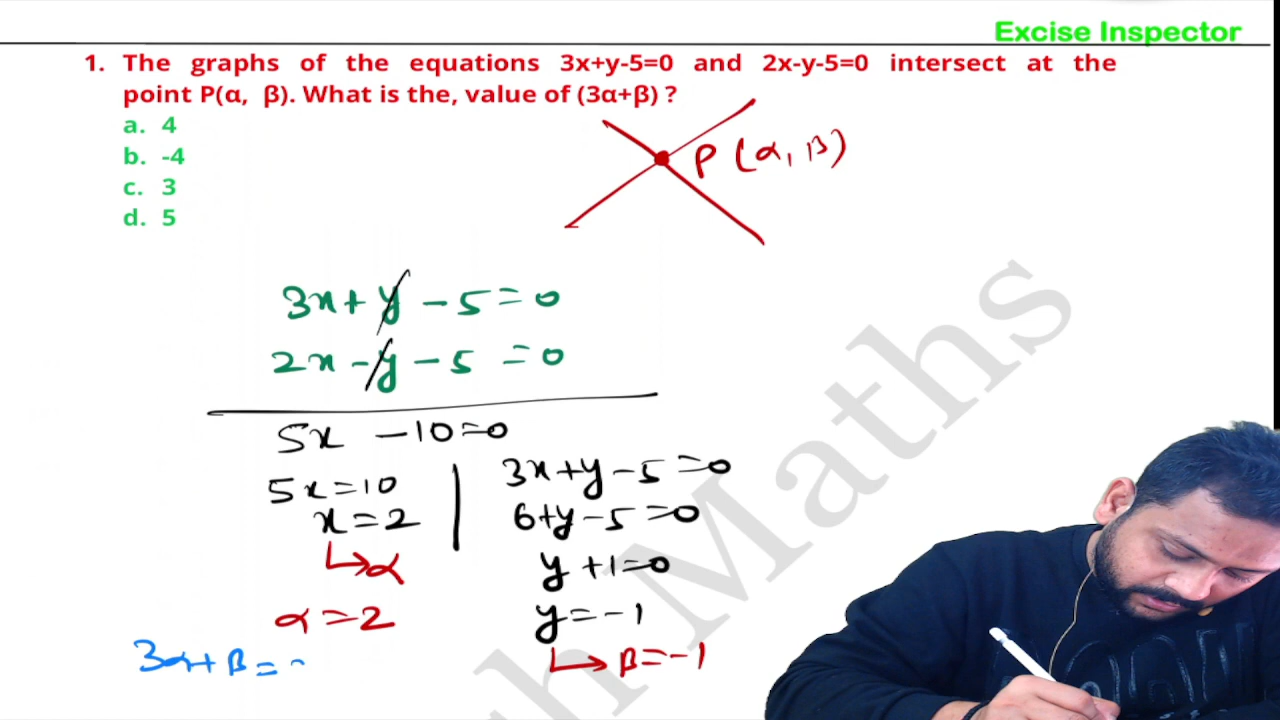 Excise Inspector
1. The graphs of the equations 3x+y-5=0 and 2x-y-5=0 intersect at the
point P(α, β). What is the, value of (3α+β) ?
a. 4
b. -4
c. 3
d. 5
P (α, β)
3x + y - 5 = 0
2x - y - 5 = 0
5x - 10 = 0
5x = 10
x = 2
↳ α
α = 2
3x + y - 5 = 0
6 + y - 5 = 0
y + 1 = 0
y = -1
↳ β = -1
3α + β =
Maths